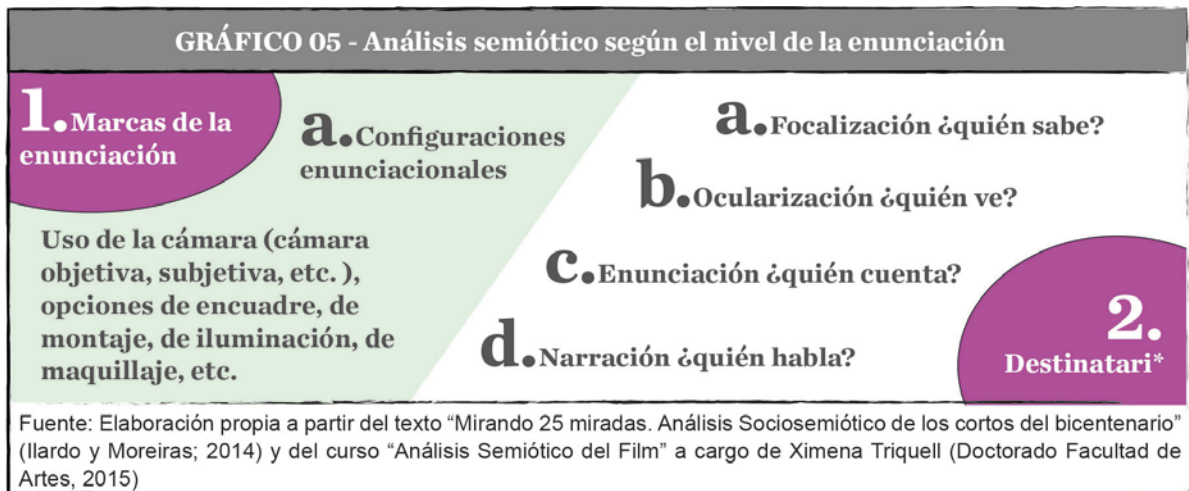 GRÁFICO 05 - Análisis semiótico según el nivel de la enunciación
1. Marcas de la
enunciación
a. Configuraciones
enunciacionales
Uso de la cámara (cámara
objetiva, subjetiva, etc. ),
opciones de encuadre, de
montaje, de iluminación, de
maquillaje, etc.
a. Focalización ¿quién sabe?
b. Ocularización ¿quién ve?
c. Enunciación ¿quién cuenta?
d. Narración ¿quién habla?
2.
Destinatari*
Fuente: Elaboración propia a partir del texto “Mirando 25 miradas. Análisis Sociosemiótico de los cortos del bicentenario”
(Ilardo y Moreiras; 2014) y del curso “Análisis Semiótico del Film” a cargo de Ximena Triquell (Doctorado Facultad de
Artes, 2015)